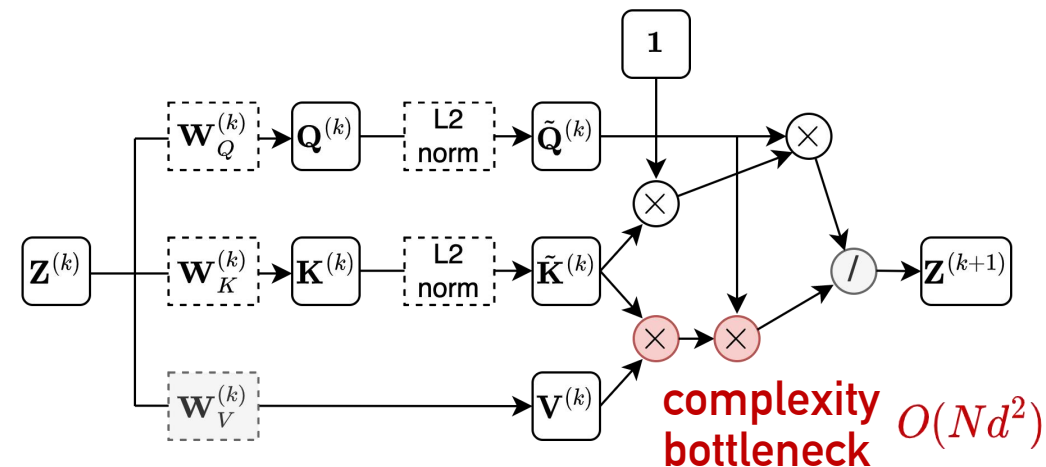 1
W_Q^{(k)} Q^{(k)} L2 norm Q̃^{(k)} ×
×
Z^{(k)} W_K^{(k)} K^{(k)} L2 norm K̃^{(k)} / Z^{(k+1)}
× ×
W_V^{(k)} V^{(k)}
complexity
bottleneck O(Nd^2)